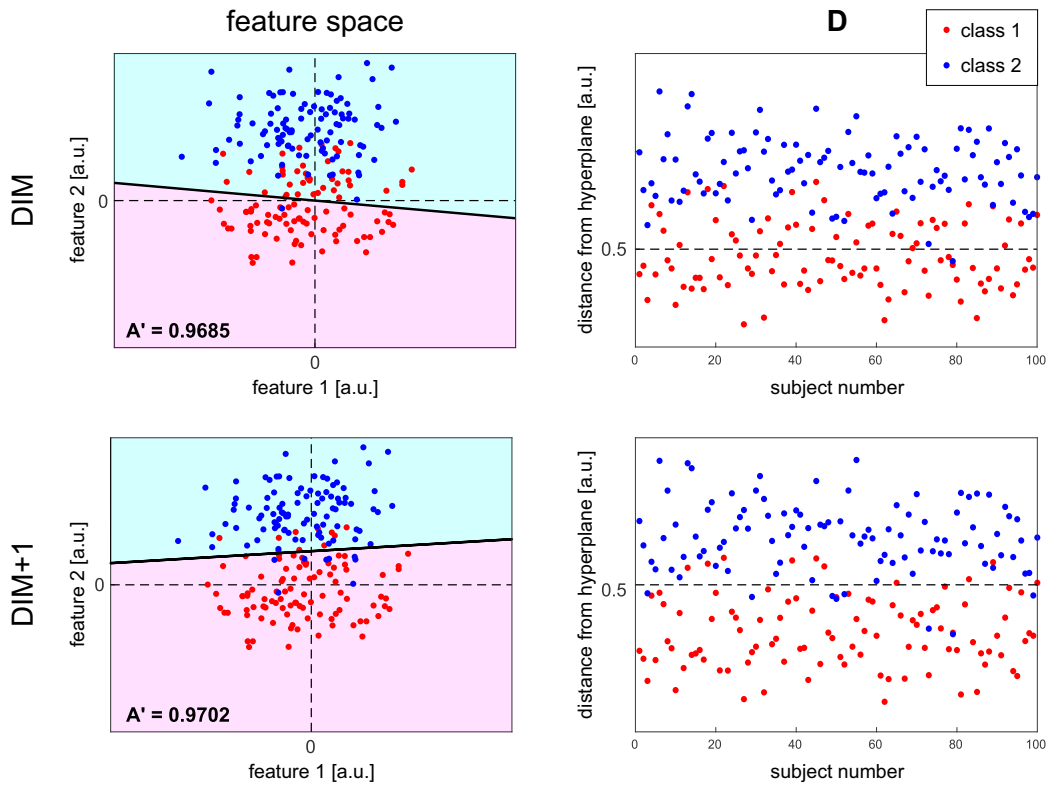 feature space
D
class 1
class 2
DIM
feature 2 [a.u.]
0
A' = 0.9685
0
feature 1 [a.u.]
distance from hyperplane [a.u.]
0.5
0 20 40 60 80 100
subject number
DIM+1
feature 2 [a.u.]
0
A' = 0.9702
0
feature 1 [a.u.]
distance from hyperplane [a.u.]
0.5
0 20 40 60 80 100
subject number